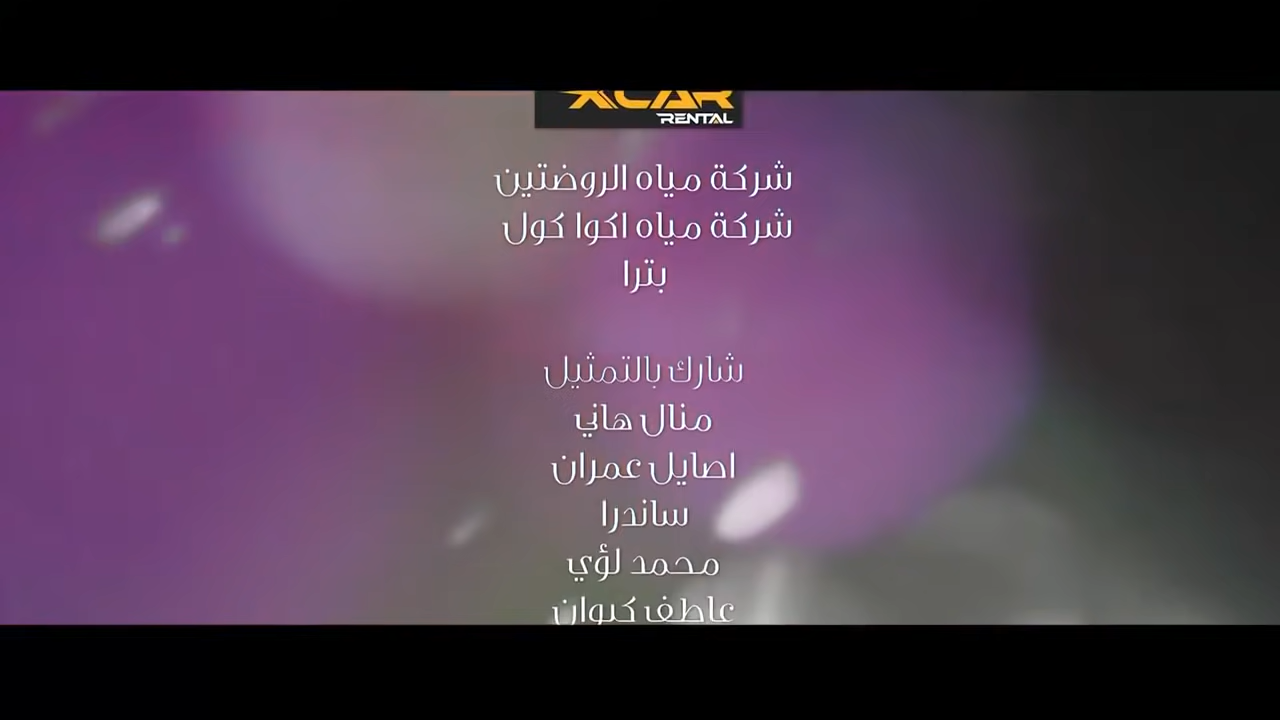 XCAR
RENTAL
شركة مياه الروضتين
شركة مياه اكوا كول
بترا
شارك بالتمثيل
منال هاني
اصايل عمران
ساندرا
محمد لؤي
عاطف كيوان